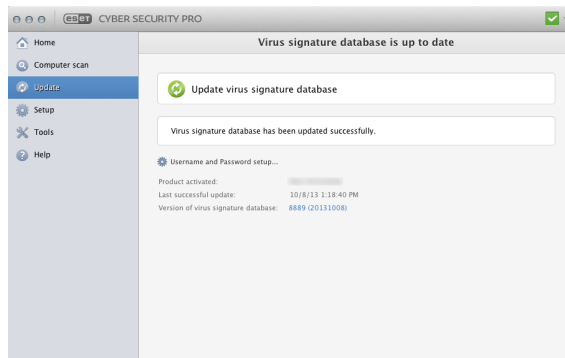 eset CYBER SECURITY PRO
Home
Computer scan
Update
Setup
Tools
Help
Virus signature database is up to date
Update virus signature database
Virus signature database has been updated successfully.
Username and Password setup...
Product activated:
Last successful update: 10/8/13 1:18:40 PM
Version of virus signature database: 8889 (20131008)